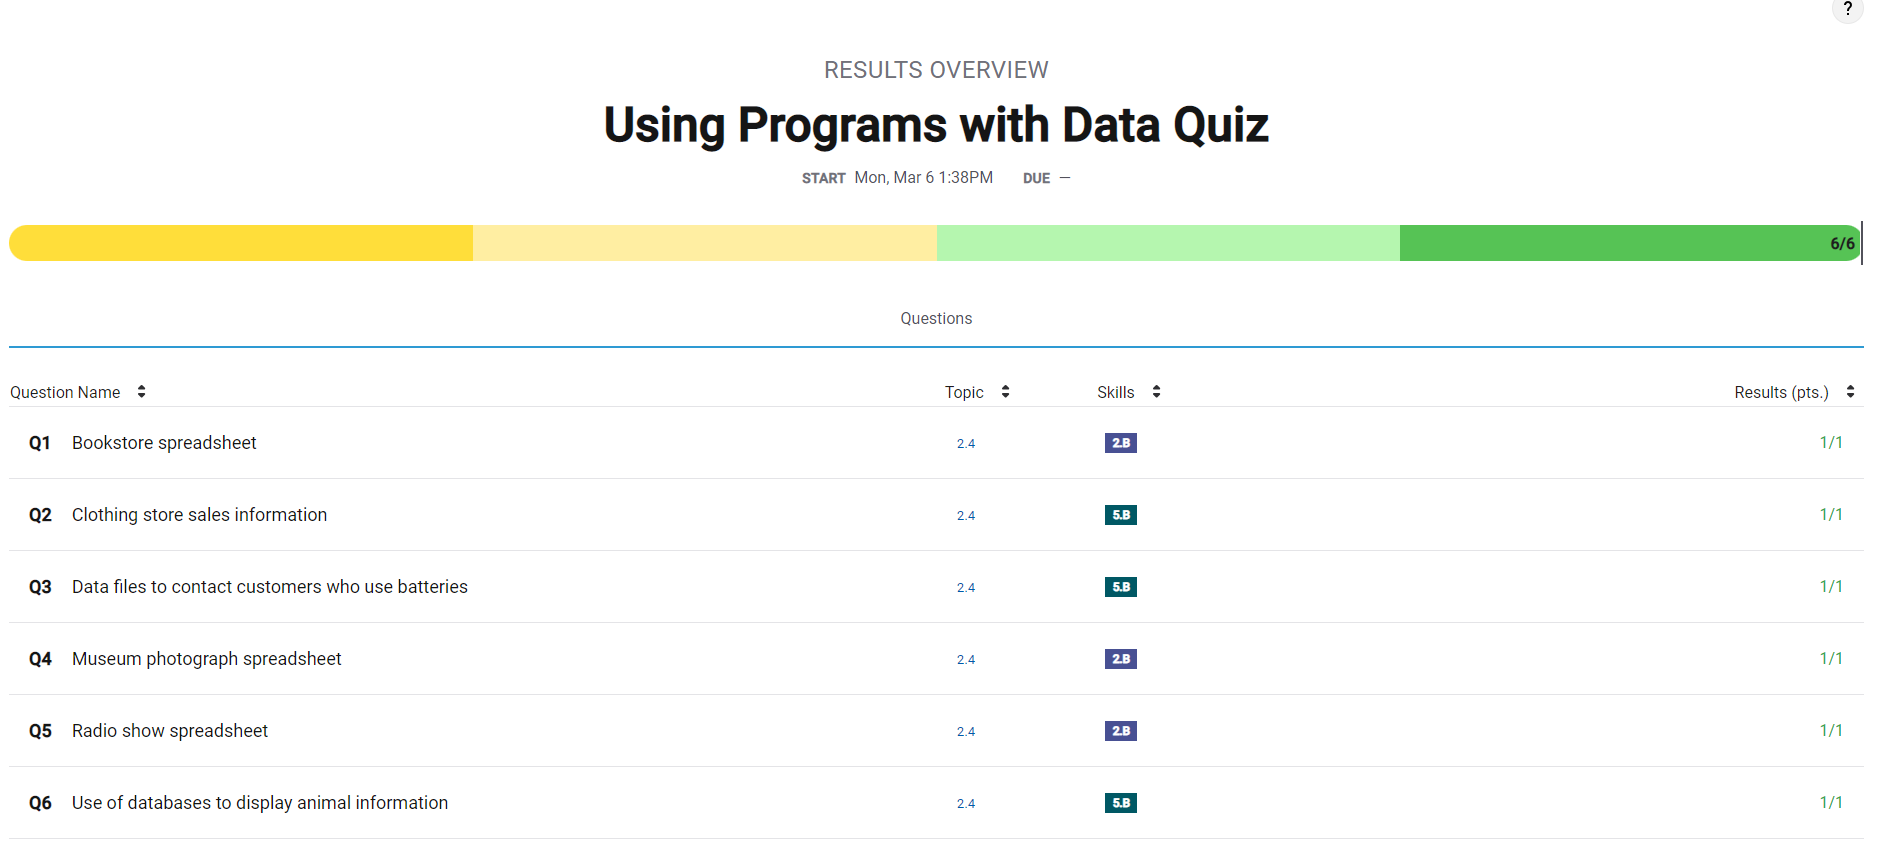 ?
RESULTS OVERVIEW
Using Programs with Data Quiz
START Mon, Mar 6 1:38PM DUE —
6/6
Questions
Question Name Topic Skills Results (pts.)
Q1 Bookstore spreadsheet 2.4 2.B 1/1
Q2 Clothing store sales information 2.4 5.B 1/1
Q3 Data files to contact customers who use batteries 2.4 5.B 1/1
Q4 Museum photograph spreadsheet 2.4 2.B 1/1
Q5 Radio show spreadsheet 2.4 2.B 1/1
Q6 Use of databases to display animal information 2.4 5.B 1/1